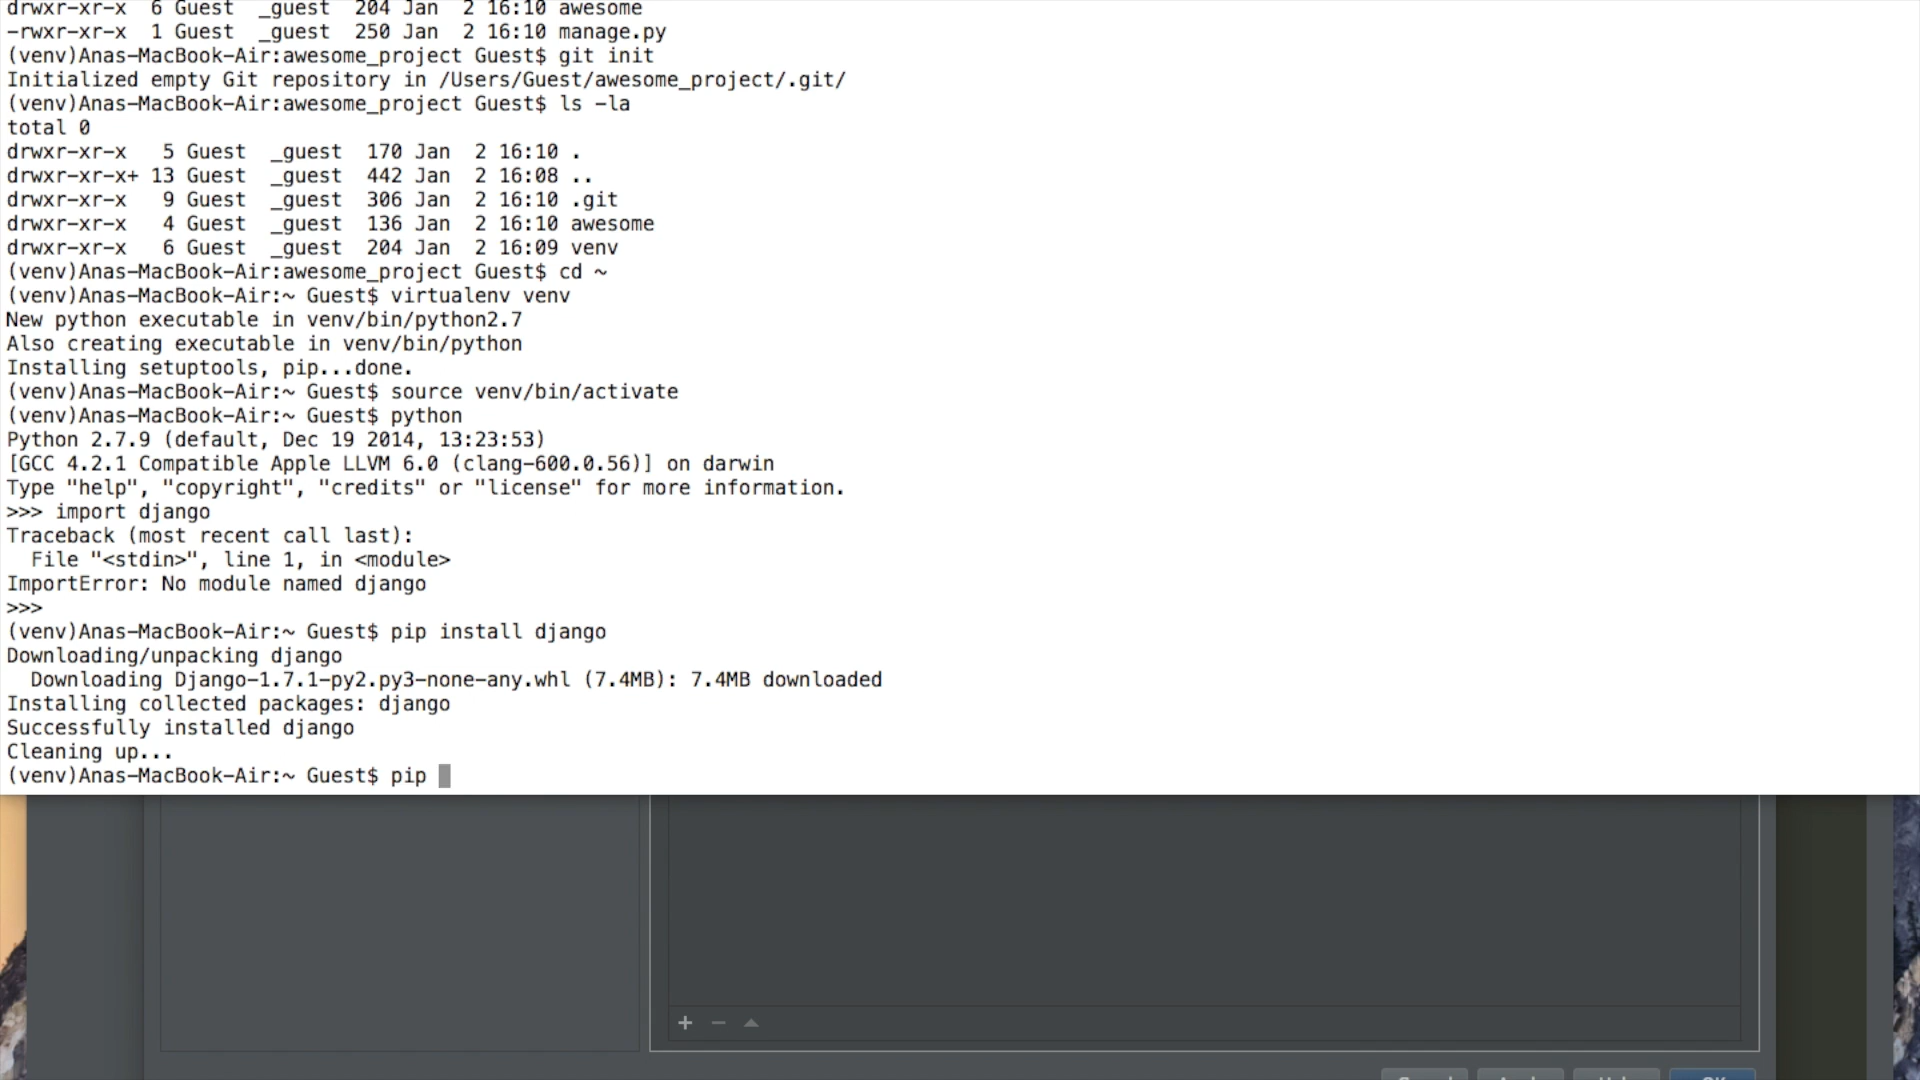 drwxr-xr-x  6 Guest  _guest  204 Jan  2 16:10 awesome
-rwxr-xr-x  1 Guest  _guest  250 Jan  2 16:10 manage.py
(venv)Anas-MacBook-Air:awesome_project Guest$ git init
Initialized empty Git repository in /Users/Guest/awesome_project/.git/
(venv)Anas-MacBook-Air:awesome_project Guest$ ls -la
total 0
drwxr-xr-x   5 Guest  _guest  170 Jan  2 16:10 .
drwxr-xr-x+ 13 Guest  _guest  442 Jan  2 16:08 ..
drwxr-xr-x   9 Guest  _guest  306 Jan  2 16:10 .git
drwxr-xr-x   4 Guest  _guest  136 Jan  2 16:10 awesome
drwxr-xr-x   6 Guest  _guest  204 Jan  2 16:09 venv
(venv)Anas-MacBook-Air:awesome_project Guest$ cd ~
(venv)Anas-MacBook-Air:~ Guest$ virtualenv venv
New python executable in venv/bin/python2.7
Also creating executable in venv/bin/python
Installing setuptools, pip...done.
(venv)Anas-MacBook-Air:~ Guest$ source venv/bin/activate
(venv)Anas-MacBook-Air:~ Guest$ python
Python 2.7.9 (default, Dec 19 2014, 13:23:53)
[GCC 4.2.1 Compatible Apple LLVM 6.0 (clang-600.0.56)] on darwin
Type "help", "copyright", "credits" or "license" for more information.
>>> import django
Traceback (most recent call last):
  File "<stdin>", line 1, in <module>
ImportError: No module named django
>>>
(venv)Anas-MacBook-Air:~ Guest$ pip install django
Downloading/unpacking django
  Downloading Django-1.7.1-py2.py3-none-any.whl (7.4MB): 7.4MB downloaded
Installing collected packages: django
Successfully installed django
Cleaning up...
(venv)Anas-MacBook-Air:~ Guest$ pip